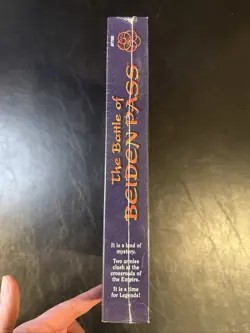 The Battle of
BEIDEN PASS
It is a land of
mystery.
Two armies
clash at the
crossroads of
the Empire.
It is a time
for Legends!